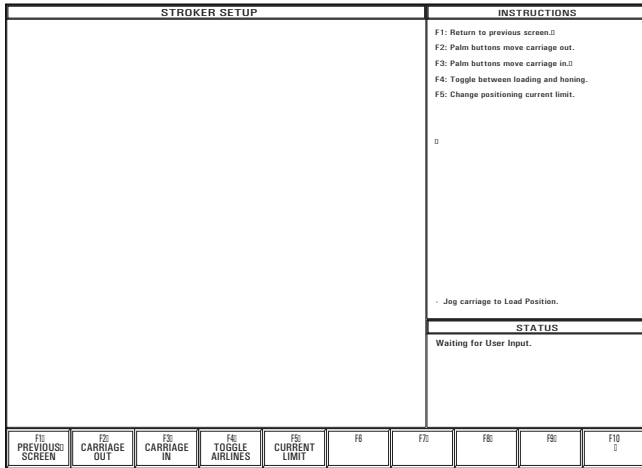 STROKER SETUP
INSTRUCTIONS
F1: Return to previous screen.▯
F2: Palm buttons move carriage out.
F3: Palm buttons move carriage in.▯
F4: Toggle between loading and honing.
F5: Change positioning current limit.
▯
- Jog carriage to Load Position.
STATUS
Waiting for User Input.
F1▯
PREVIOUS▯
SCREEN
F2▯
CARRIAGE
OUT
F3▯
CARRIAGE
IN
F4▯
TOGGLE
AIRLINES
F5▯
CURRENT
LIMIT
F6
F7▯
F8▯
F9▯
F10
▯